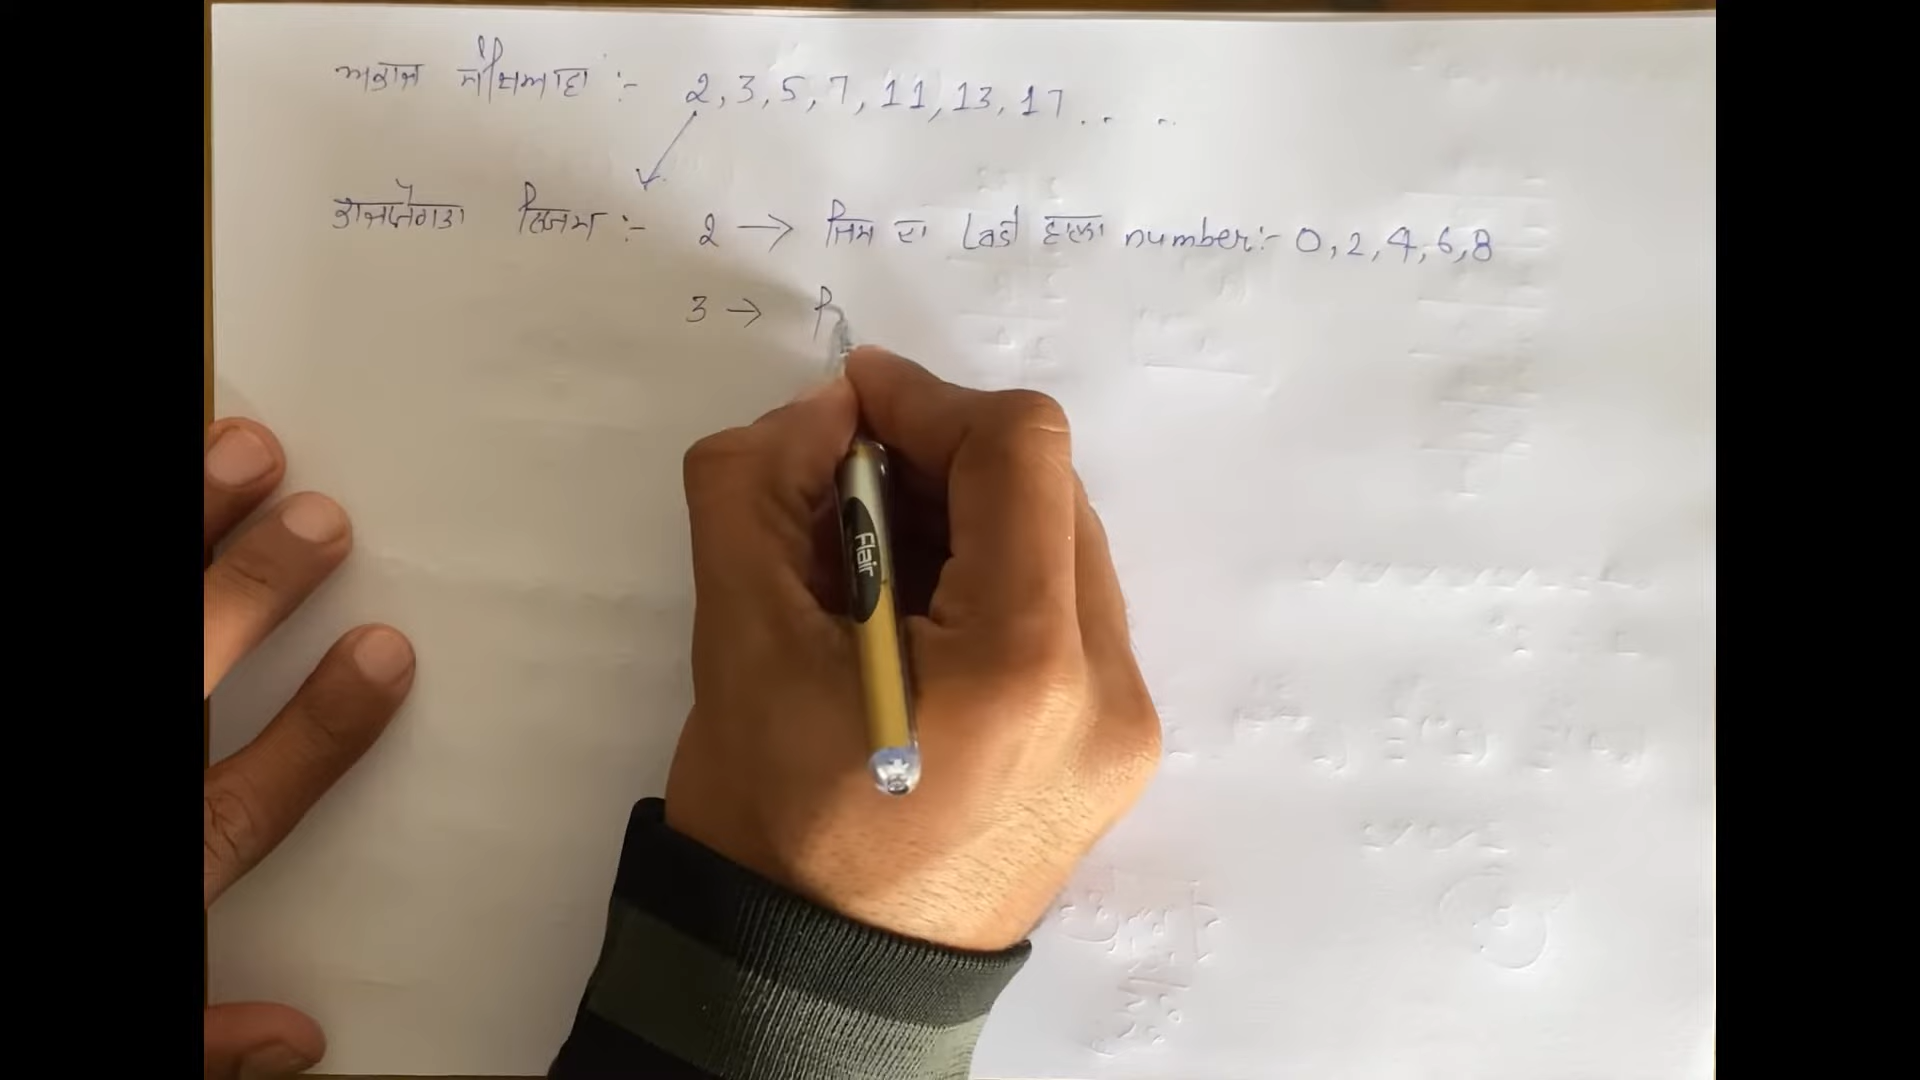 ਅਭਾਜ ਸੰਖਿਆਵਾਂ :- 2, 3, 5, 7, 11, 13, 17 . . . .
ਭਾਜਯੋਗਤਾ ਨਿਯਮ :- 2 → ਜਿਸ ਦਾ Last ਵਾਲਾ number :- 0, 2, 4, 6, 8
3 →
Flair